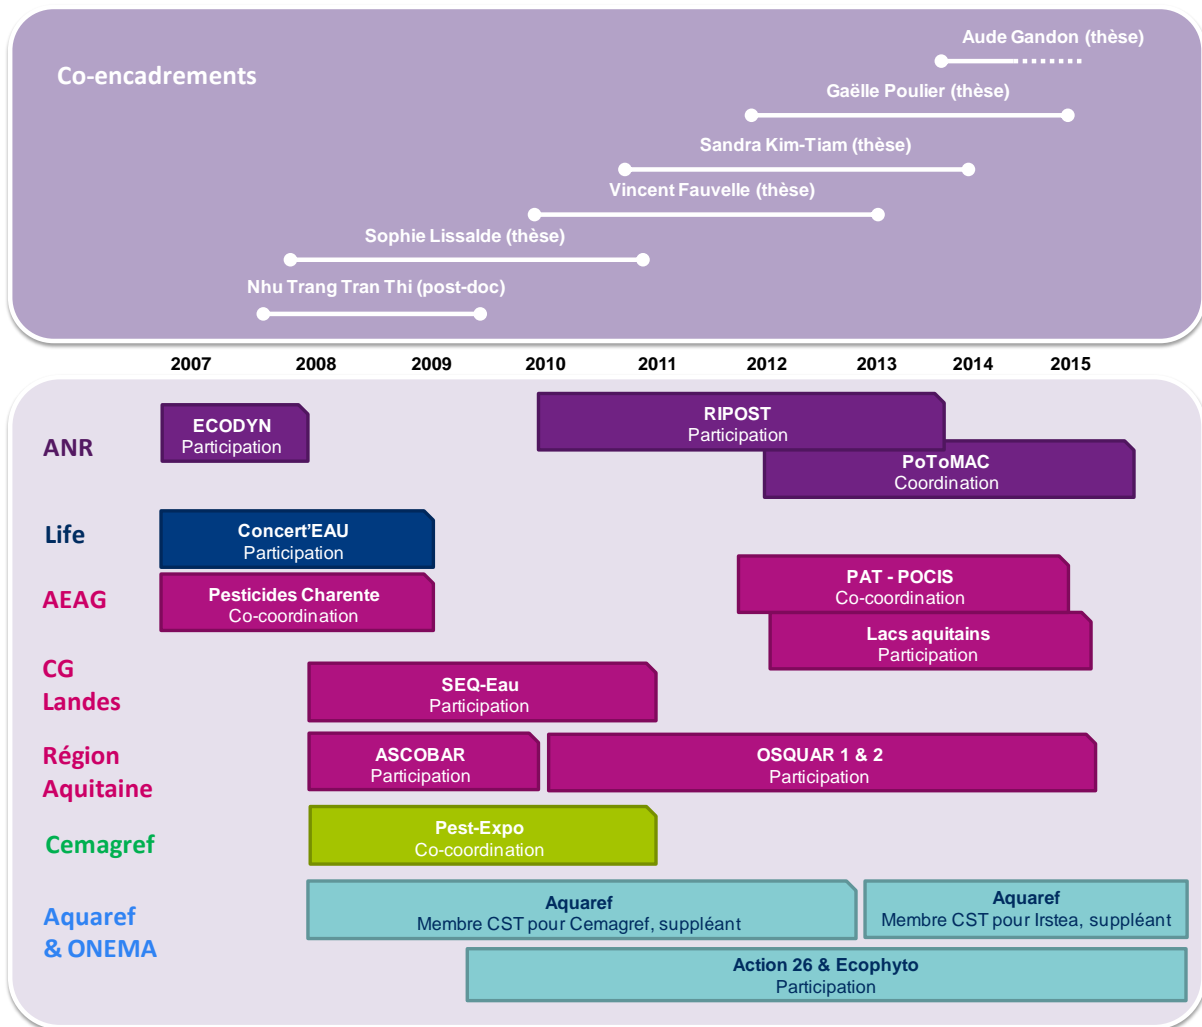 Co-encadrements
Aude Gandon (thèse)
Gaëlle Poulier (thèse)
Sandra Kim-Tiam (thèse)
Vincent Fauvelle (thèse)
Sophie Lissalde (thèse)
Nhu Trang Tran Thi (post-doc)
2007 2008 2009 2010 2011 2012 2013 2014 2015
ANR
ECODYN
Participation
RIPOST
Participation
PoToMAC
Coordination
Life
Concert’EAU
Participation
AEAG
Pesticides Charente
Co-coordination
PAT - POCIS
Co-coordination
Lacs aquitains
Participation
CG
Landes
SEQ-Eau
Participation
Région
Aquitaine
ASCOBAR
Participation
OSQUAR 1 & 2
Participation
Cemagref
Pest-Expo
Co-coordination
Aquaref
& ONEMA
Aquaref
Membre CST pour Cemagref, suppléant
Aquaref
Membre CST pour Irstea, suppléant
Action 26 & Ecophyto
Participation